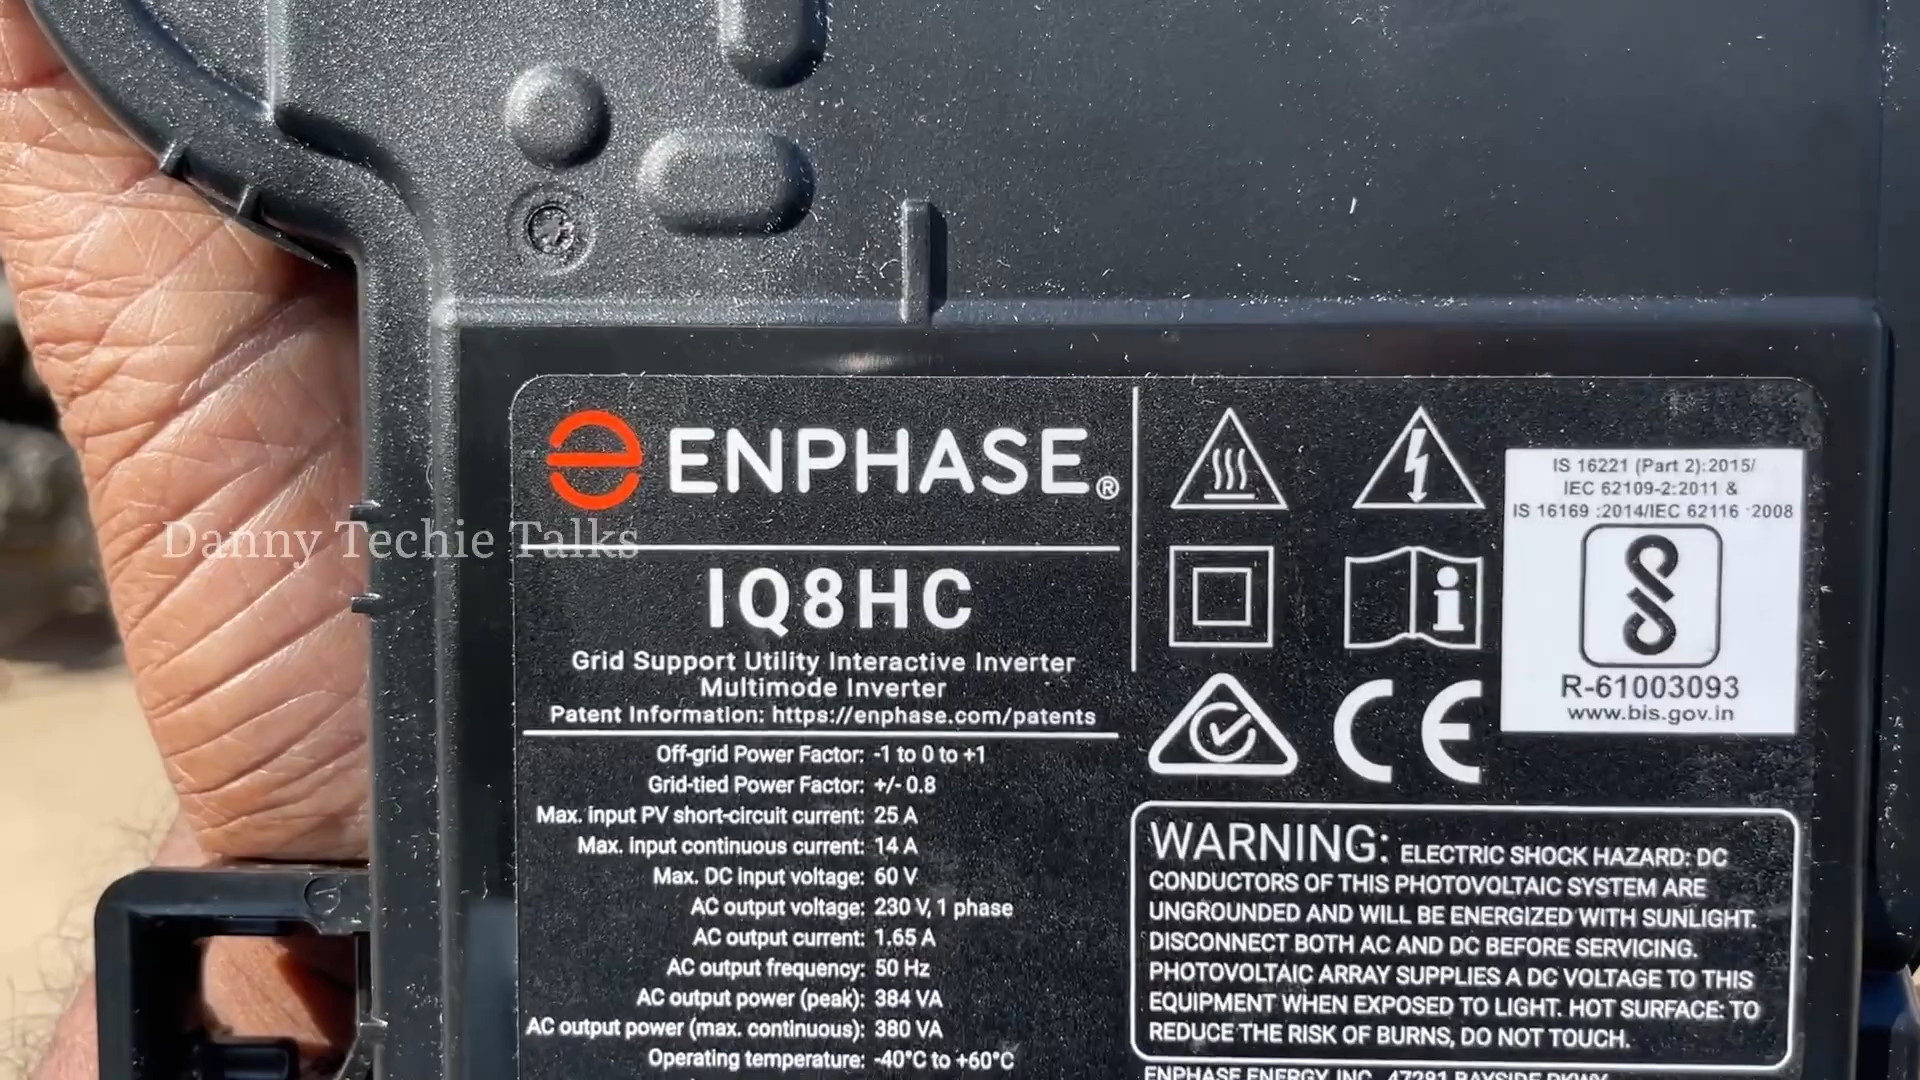 ENPHASE®
IQ8HC
Grid Support Utility Interactive Inverter
Multimode Inverter
Patent Information: https://enphase.com/patents
Off-grid Power Factor: -1 to 0 to +1
Grid-tied Power Factor: +/- 0.8
Max. input PV short-circuit current: 25 A
Max. input continuous current: 14 A
Max. DC input voltage: 60 V
AC output voltage: 230 V, 1 phase
AC output current: 1.65 A
AC output frequency: 50 Hz
AC output power (peak): 384 VA
AC output power (max. continuous): 380 VA
Operating temperature: -40°C to +60°C
Danny Techie Talks
IS 16221 (Part 2):2015/
IEC 62109-2:2011 &
IS 16169 :2014/IEC 62116 :2008
R-61003093
www.bis.gov.in
CE
WARNING: ELECTRIC SHOCK HAZARD: DC
CONDUCTORS OF THIS PHOTOVOLTAIC SYSTEM ARE
UNGROUNDED AND WILL BE ENERGIZED WITH SUNLIGHT.
DISCONNECT BOTH AC AND DC BEFORE SERVICING.
PHOTOVOLTAIC ARRAY SUPPLIES A DC VOLTAGE TO THIS
EQUIPMENT WHEN EXPOSED TO LIGHT. HOT SURFACE: TO
REDUCE THE RISK OF BURNS, DO NOT TOUCH.
ENPHASE ENERGY, INC. 47281 BAYSIDE PKWY